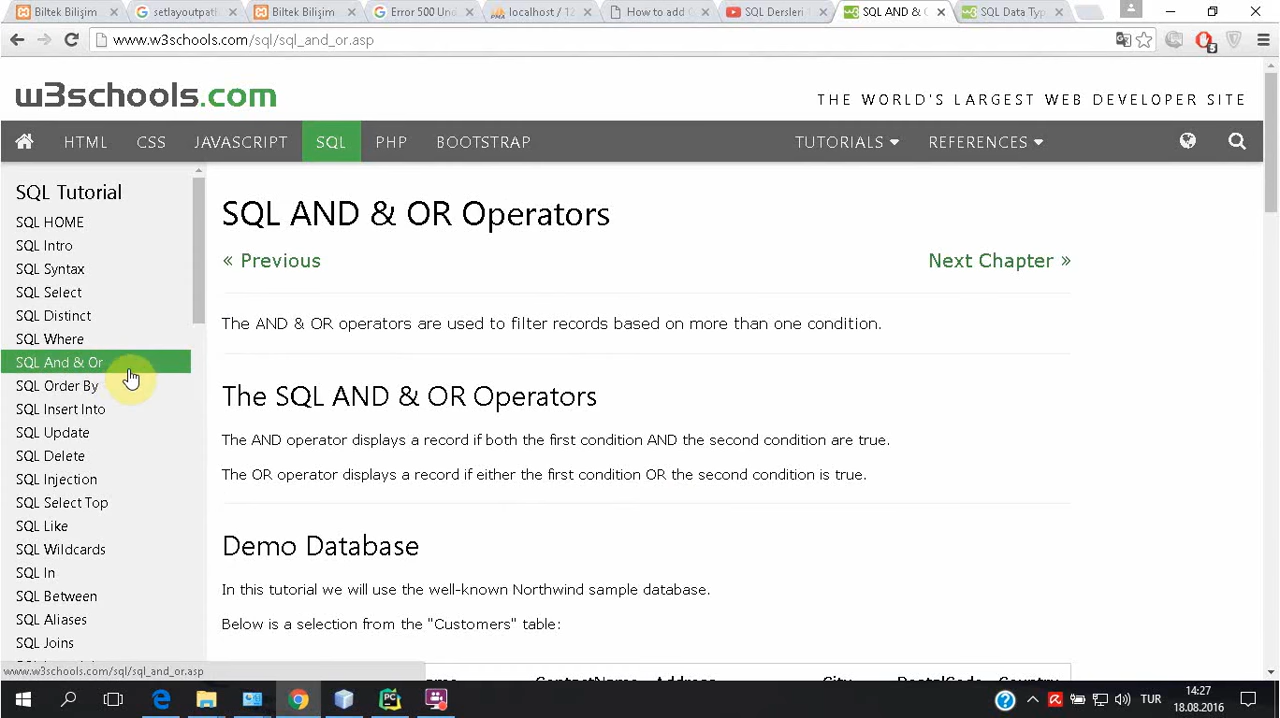 Biltek Bilişim
setlayoutpath
Biltek Bilişim
Error 500 Un
localhost / 12
How to add
SQL Dersleri
SQL AND &
SQL Data Typ
www.w3schools.com/sql/sql_and_or.asp
5
w3schools.com
THE WORLD'S LARGEST WEB DEVELOPER SITE
HTML CSS JAVASCRIPT SQL PHP BOOTSTRAP TUTORIALS REFERENCES
SQL Tutorial
SQL HOME
SQL Intro
SQL Syntax
SQL Select
SQL Distinct
SQL Where
SQL And & Or
SQL Order By
SQL Insert Into
SQL Update
SQL Delete
SQL Injection
SQL Select Top
SQL Like
SQL Wildcards
SQL In
SQL Between
SQL Aliases
SQL Joins
SQL AND & OR Operators
« Previous
Next Chapter »
The AND & OR operators are used to filter records based on more than one condition.
The SQL AND & OR Operators
The AND operator displays a record if both the first condition AND the second condition are true.
The OR operator displays a record if either the first condition OR the second condition is true.
Demo Database
In this tutorial we will use the well-known Northwind sample database.
Below is a selection from the "Customers" table:
ContactName Address City PostalCode Country
www.w3schools.com/sql/sql_and_or.asp
TUR
14:27
18.08.2016